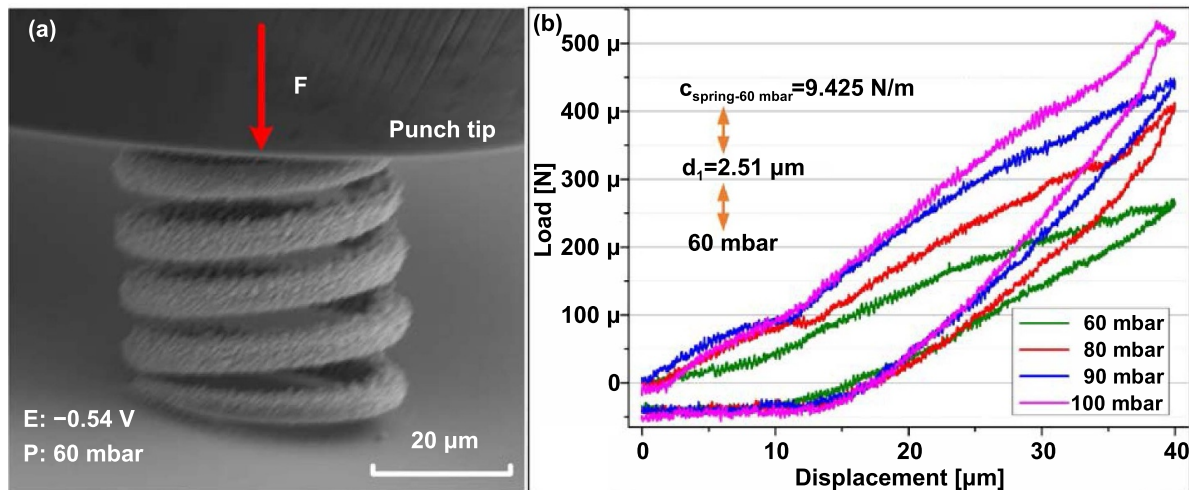 (a)
F
Punch tip
E: −0.54 V
P: 60 mbar
20 µm
(b)
Load [N]
500 µ
400 µ
300 µ
200 µ
100 µ
0
c_spring-60 mbar=9.425 N/m
d₁=2.51 µm
60 mbar
60 mbar
80 mbar
90 mbar
100 mbar
0 10 20 30 40
Displacement [µm]